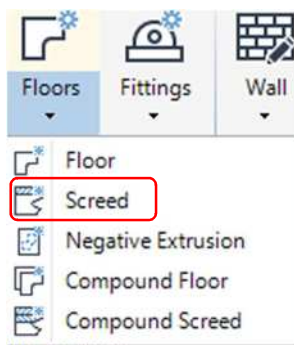 Floors Fittings Wall
Floor
Screed
Negative Extrusion
Compound Floor
Compound Screed